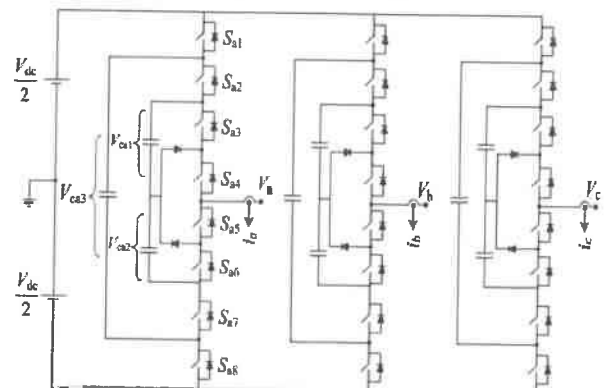 S_a1
S_a2
S_a3
S_a4
S_a5
S_a6
S_a7
S_a8
V_dc/2
V_dc/2
V_ca1
V_ca2
V_ca3
V_a
V_b
V_c
i_a
i_b
i_c